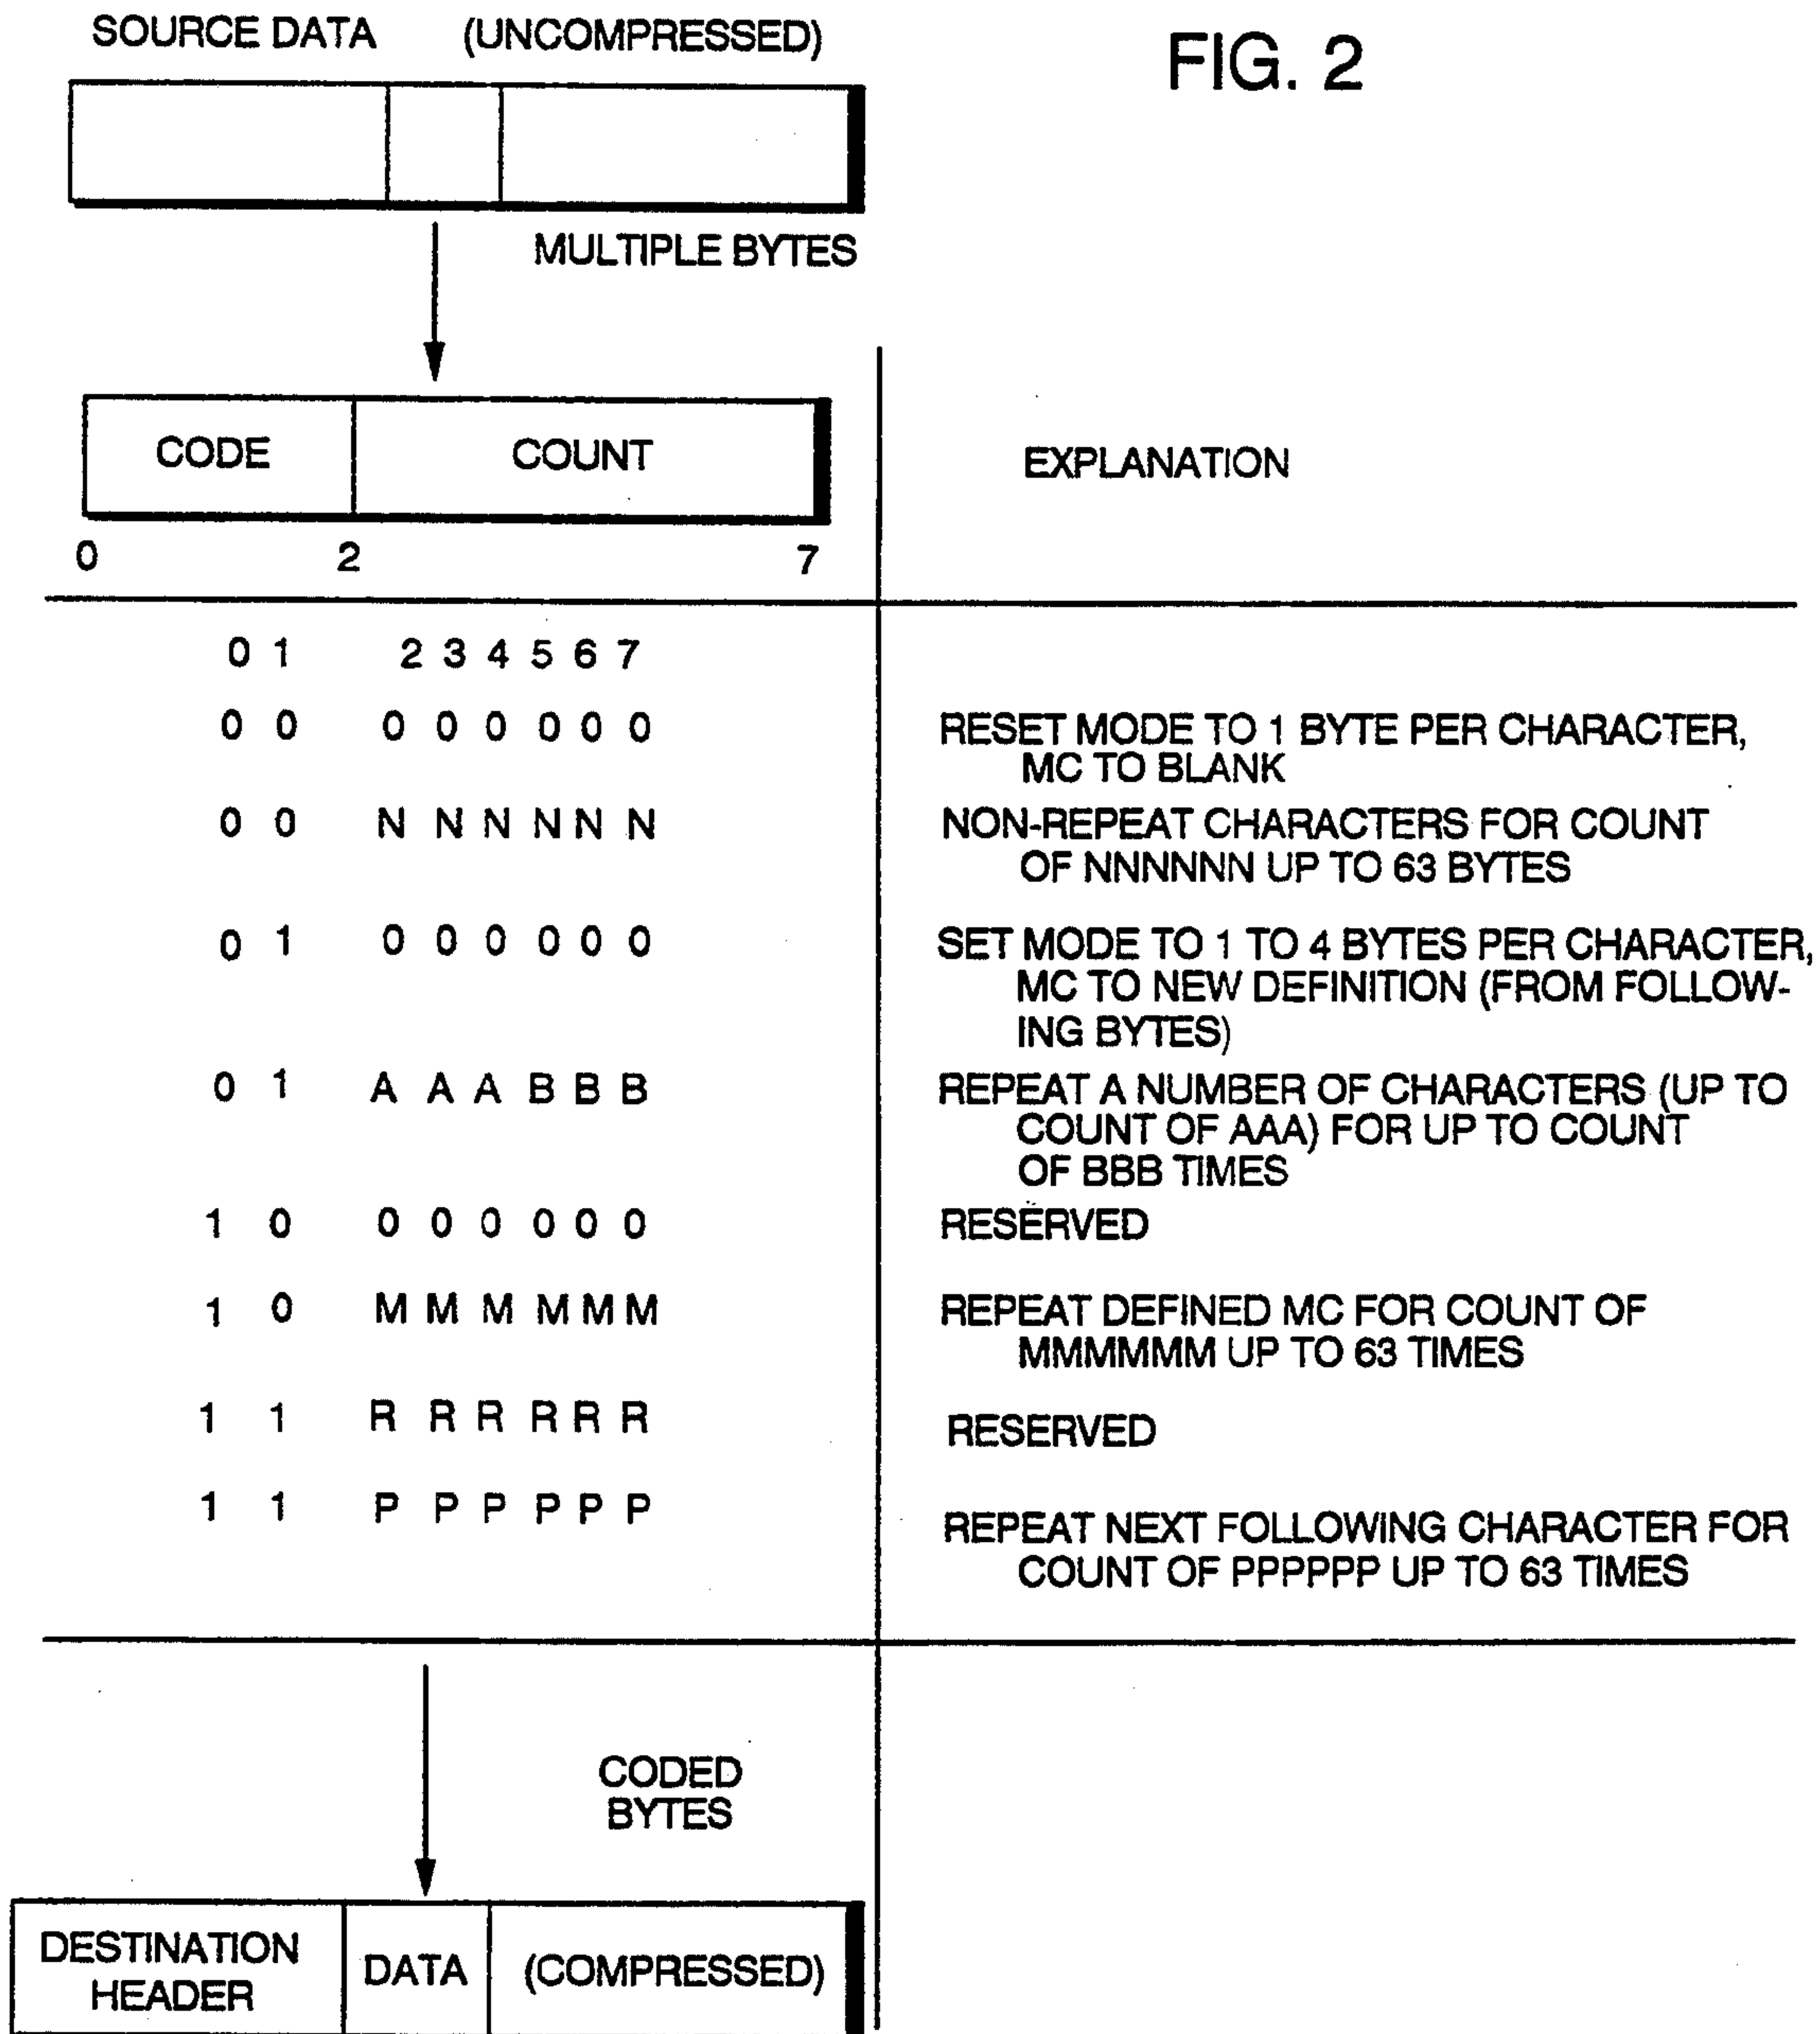 SOURCE DATA (UNCOMPRESSED)
FIG. 2
MULTIPLE BYTES
CODE COUNT
EXPLANATION
0 2 7
0 1 2 3 4 5 6 7
0 0 0 0 0 0 0 0
RESET MODE TO 1 BYTE PER CHARACTER,
MC TO BLANK
0 0 N N N N N N
NON-REPEAT CHARACTERS FOR COUNT
OF NNNNNN UP TO 63 BYTES
0 1 0 0 0 0 0 0
SET MODE TO 1 TO 4 BYTES PER CHARACTER,
MC TO NEW DEFINITION (FROM FOLLOW-
ING BYTES)
0 1 A A A B B B
REPEAT A NUMBER OF CHARACTERS (UP TO
COUNT OF AAA) FOR UP TO COUNT
OF BBB TIMES
1 0 0 0 0 0 0 0
RESERVED
1 0 M M M M M M
REPEAT DEFINED MC FOR COUNT OF
MMMMMM UP TO 63 TIMES
1 1 R R R R R R
RESERVED
1 1 P P P P P P
REPEAT NEXT FOLLOWING CHARACTER FOR
COUNT OF PPPPPP UP TO 63 TIMES
CODED
BYTES
DESTINATION
HEADER
DATA
(COMPRESSED)